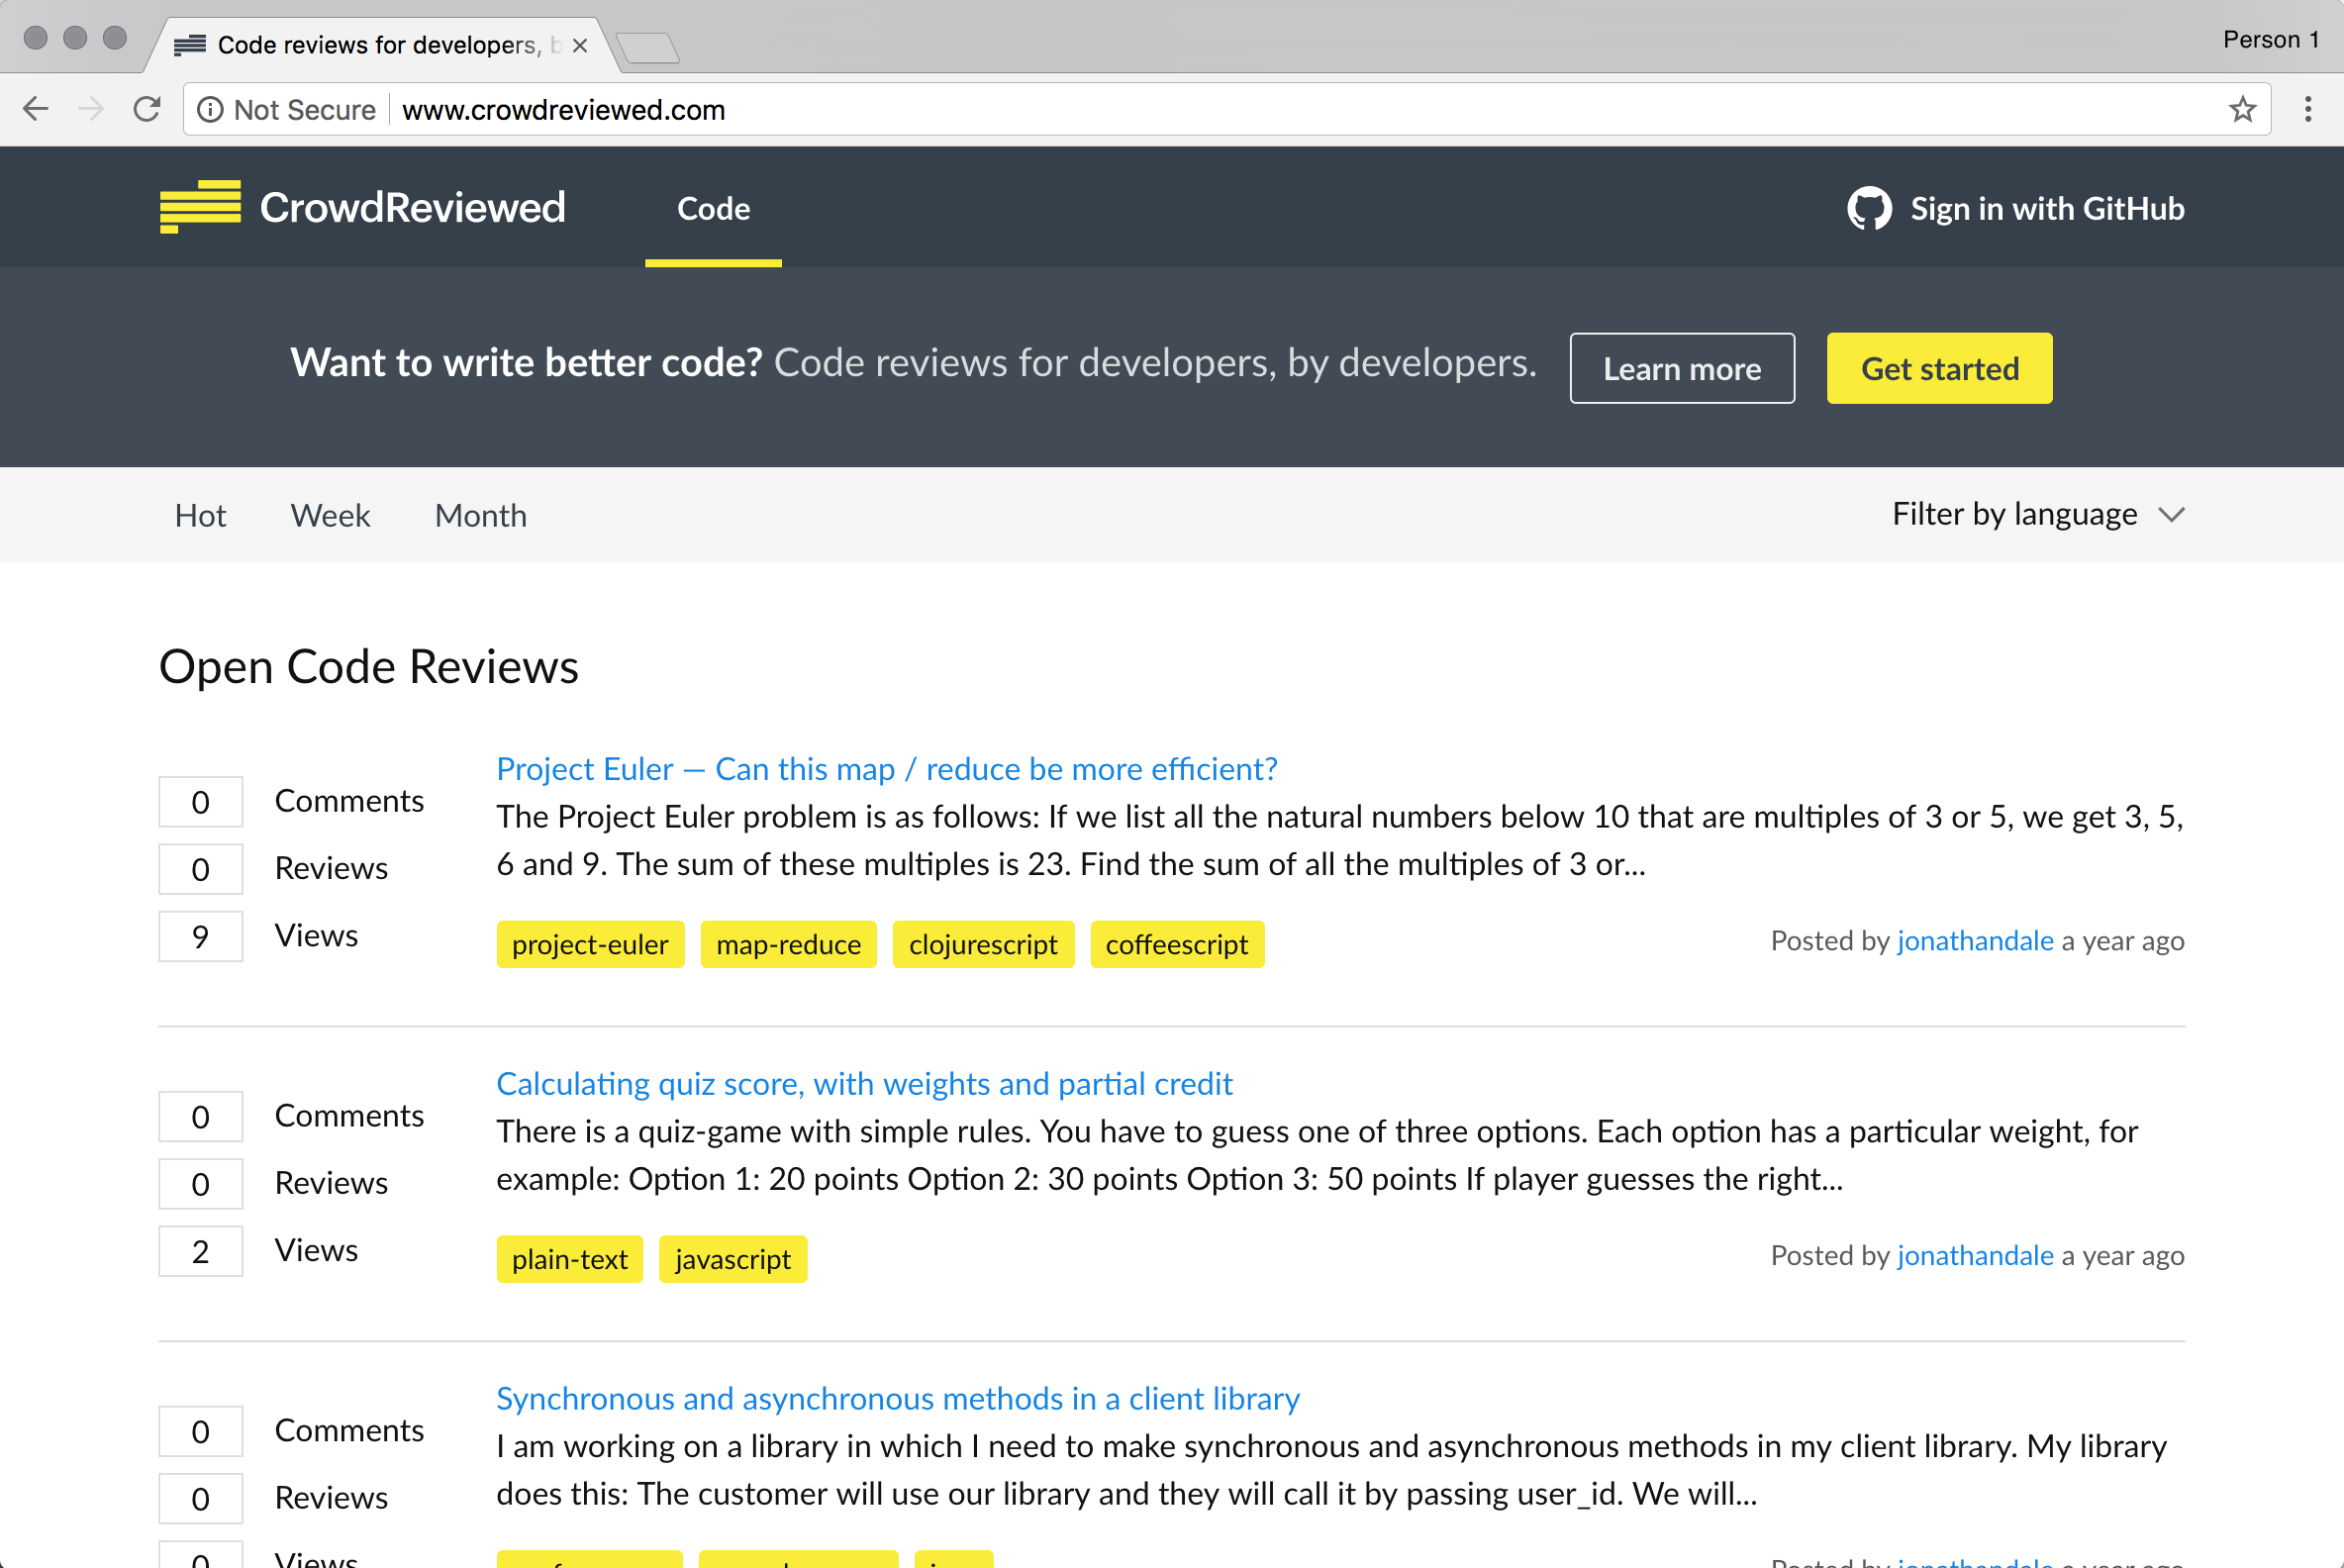 Code reviews for developers, b
Person 1
Not Secure www.crowdreviewed.com
CrowdReviewed
Code
Sign in with GitHub
Want to write better code? Code reviews for developers, by developers.
Learn more
Get started
Hot
Week
Month
Filter by language
Open Code Reviews
0 Comments
0 Reviews
9 Views
Project Euler — Can this map / reduce be more efficient?
The Project Euler problem is as follows: If we list all the natural numbers below 10 that are multiples of 3 or 5, we get 3, 5,
6 and 9. The sum of these multiples is 23. Find the sum of all the multiples of 3 or...
project-euler map-reduce clojurescript coffeescript
Posted by jonathandale a year ago
0 Comments
0 Reviews
2 Views
Calculating quiz score, with weights and partial credit
There is a quiz-game with simple rules. You have to guess one of three options. Each option has a particular weight, for
example: Option 1: 20 points Option 2: 30 points Option 3: 50 points If player guesses the right...
plain-text javascript
Posted by jonathandale a year ago
0 Comments
0 Reviews
0 Views
Synchronous and asynchronous methods in a client library
I am working on a library in which I need to make synchronous and asynchronous methods in my client library. My library
does this: The customer will use our library and they will call it by passing user_id. We will...
Posted by jonathandale a year ago